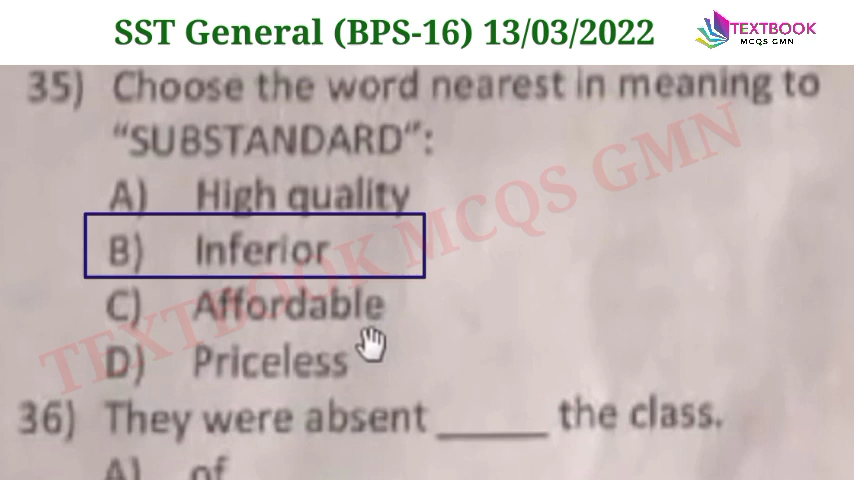 SST General (BPS-16) 13/03/2022
TEXTBOOK
MCQS GMN
35) Choose the word nearest in meaning to
“SUBSTANDARD”:
A) High quality
B) Inferior
C) Affordable
D) Priceless
TEXTBOOK MCQS GMN
36) They were absent ______ the class.
A) of